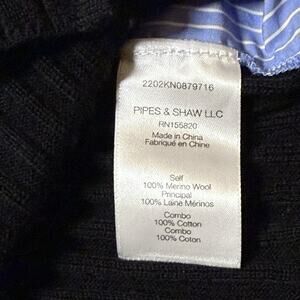 2202KN0879716
PIPES & SHAW LLC
RN155820
Made in China
Fabriqué en Chine
Self
100% Merino Wool
Principal
100% Laine Mérinos
Combo
100% Cotton
Combo
100% Coton